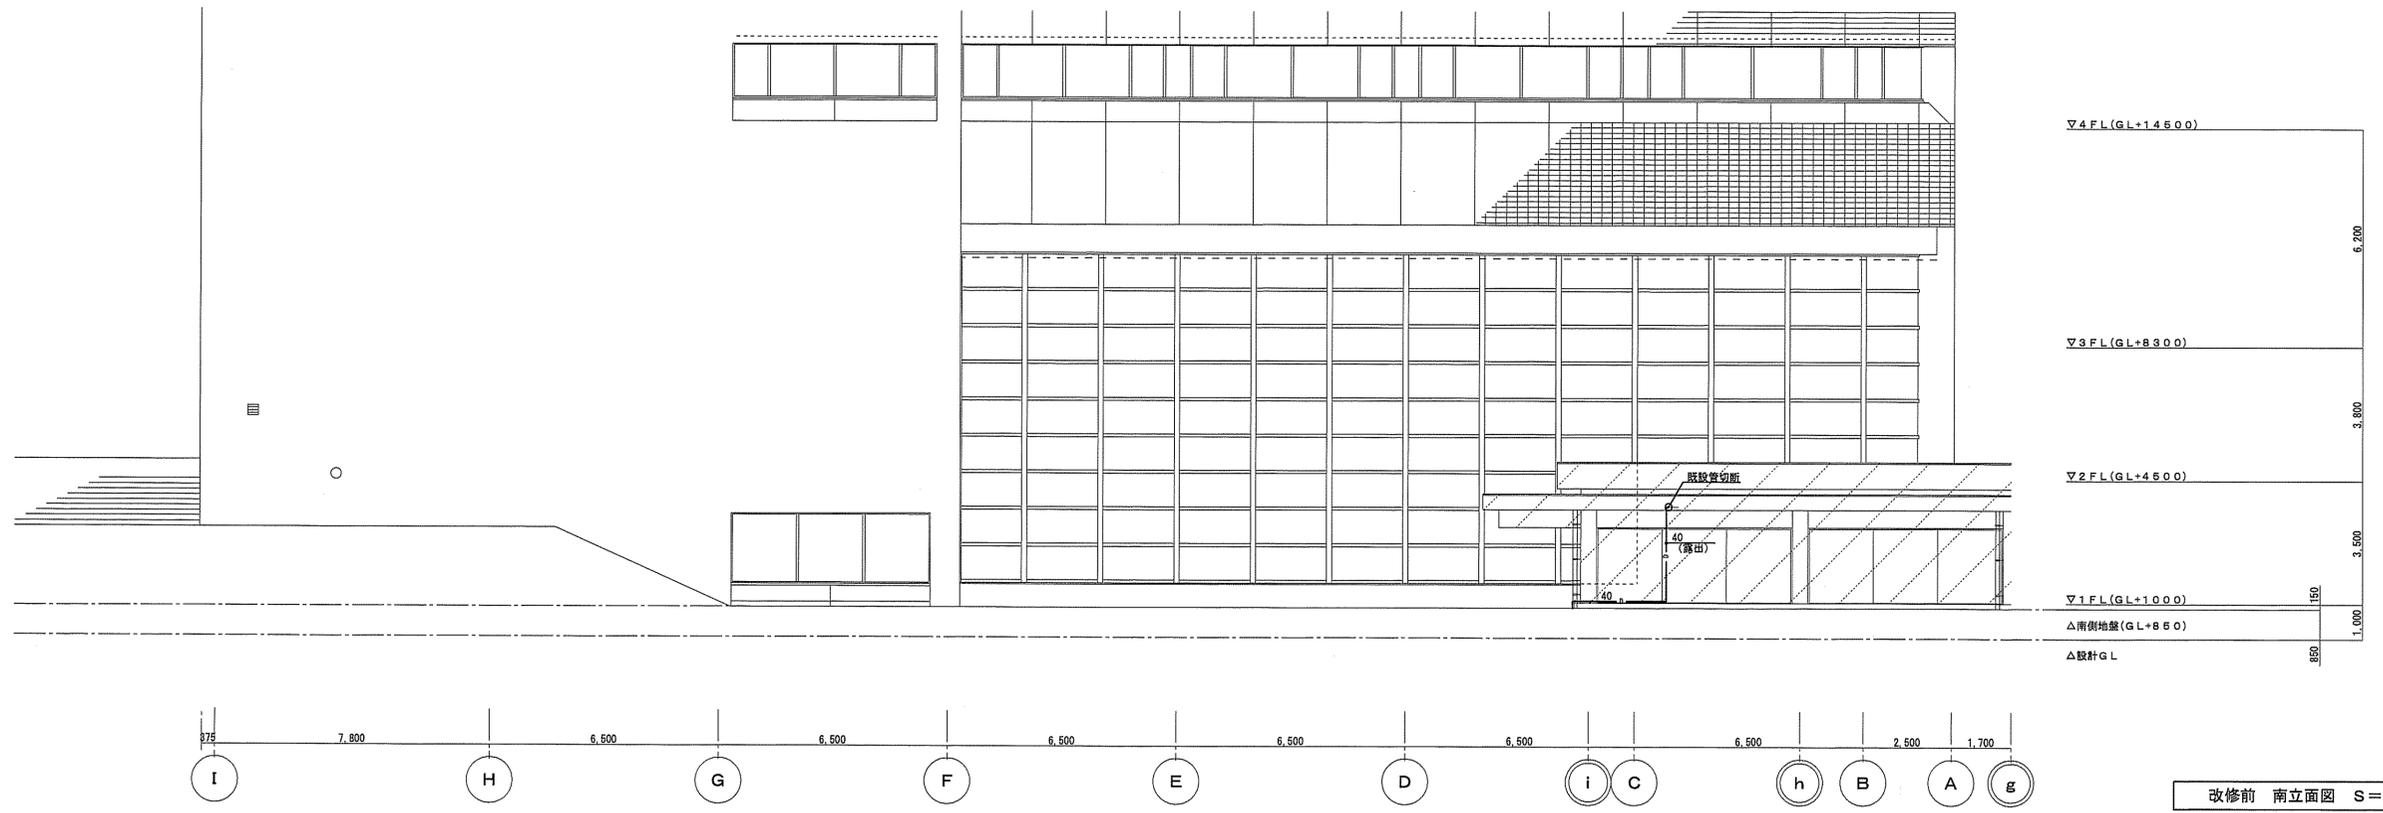 ▽4FL(GL+14500)
6,200
▽3FL(GL+8300)
3,800
▽2FL(GL+4500)
既設管切断
40
(露出)
3,500
40
▽1FL(GL+1000)
150
△南側地盤(GL+850)
1,000
△設計GL
850
375
7,800
6,500
6,500
6,500
6,500
6,500
6,500
2,500
1,700
I
H
G
F
E
D
i
C
h
B
A
g
改修前 南立面図 S=